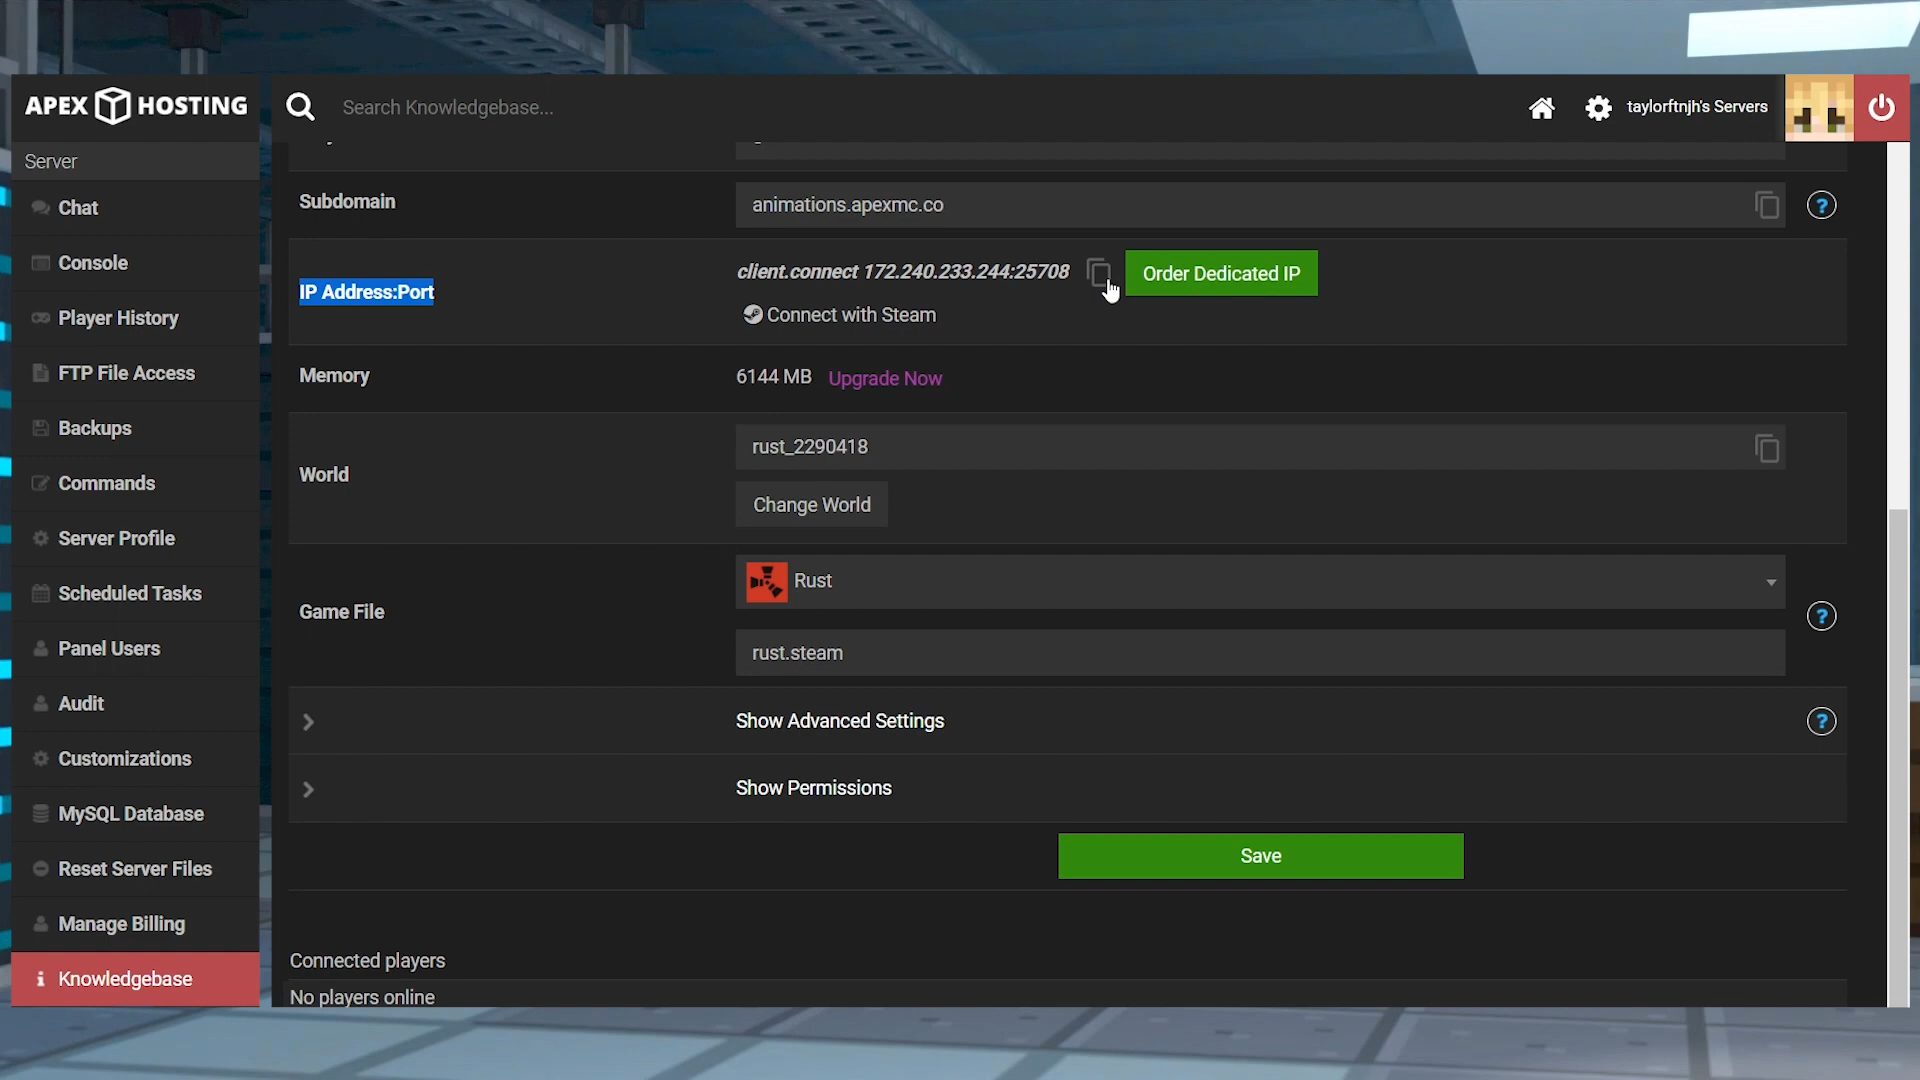 APEX HOSTING
Search Knowledgebase...
taylorftnjh's Servers
Server
Chat
Console
Player History
FTP File Access
Backups
Commands
Server Profile
Scheduled Tasks
Panel Users
Audit
Customizations
MySQL Database
Reset Server Files
Manage Billing
Knowledgebase
Subdomain
animations.apexmc.co
?
IP Address:Port
client.connect 172.240.233.244:25708
Order Dedicated IP
Connect with Steam
Memory
6144 MB Upgrade Now
World
rust_2290418
Change World
Game File
Rust
?
rust.steam
Show Advanced Settings
?
Show Permissions
Save
Connected players
No players online